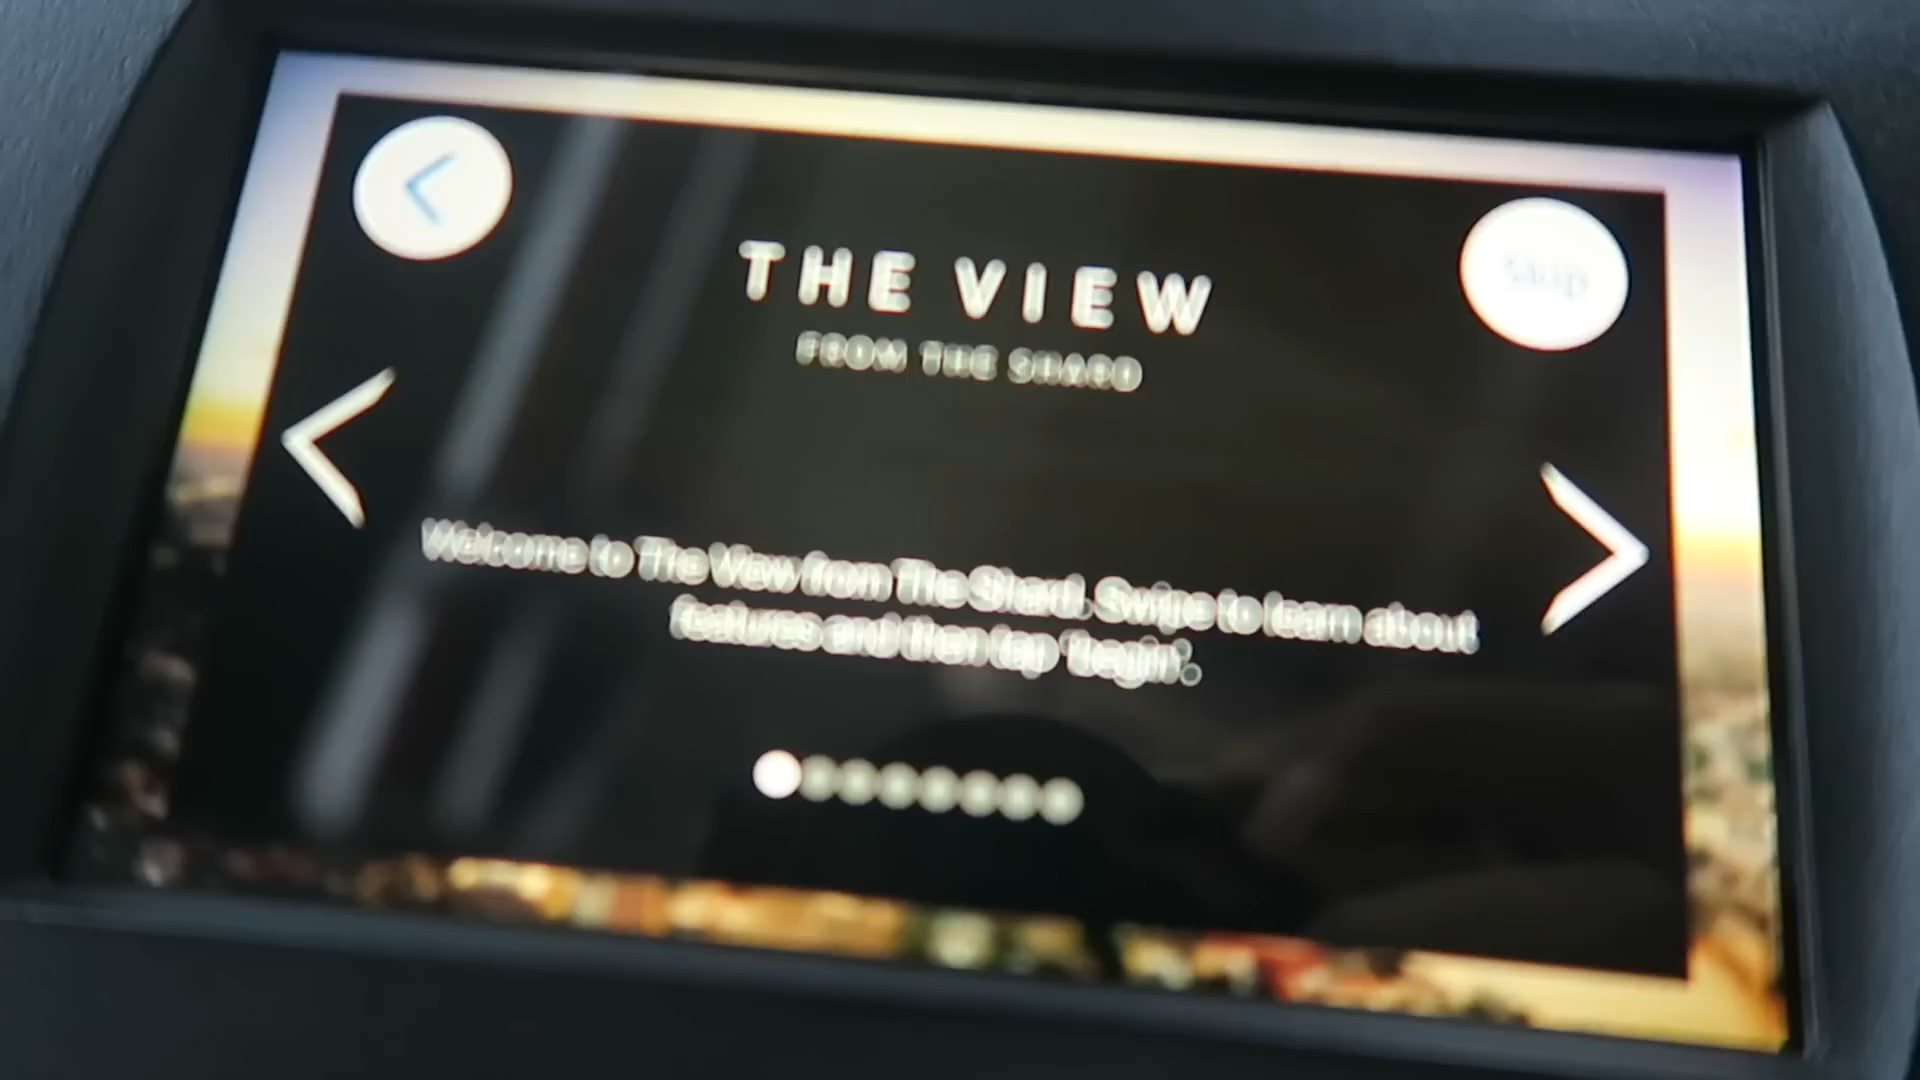 Skip
THE VIEW
FROM THE SHARD
Welcome to The View from The Shard. Swipe to learn about
features and then tap 'begin'.